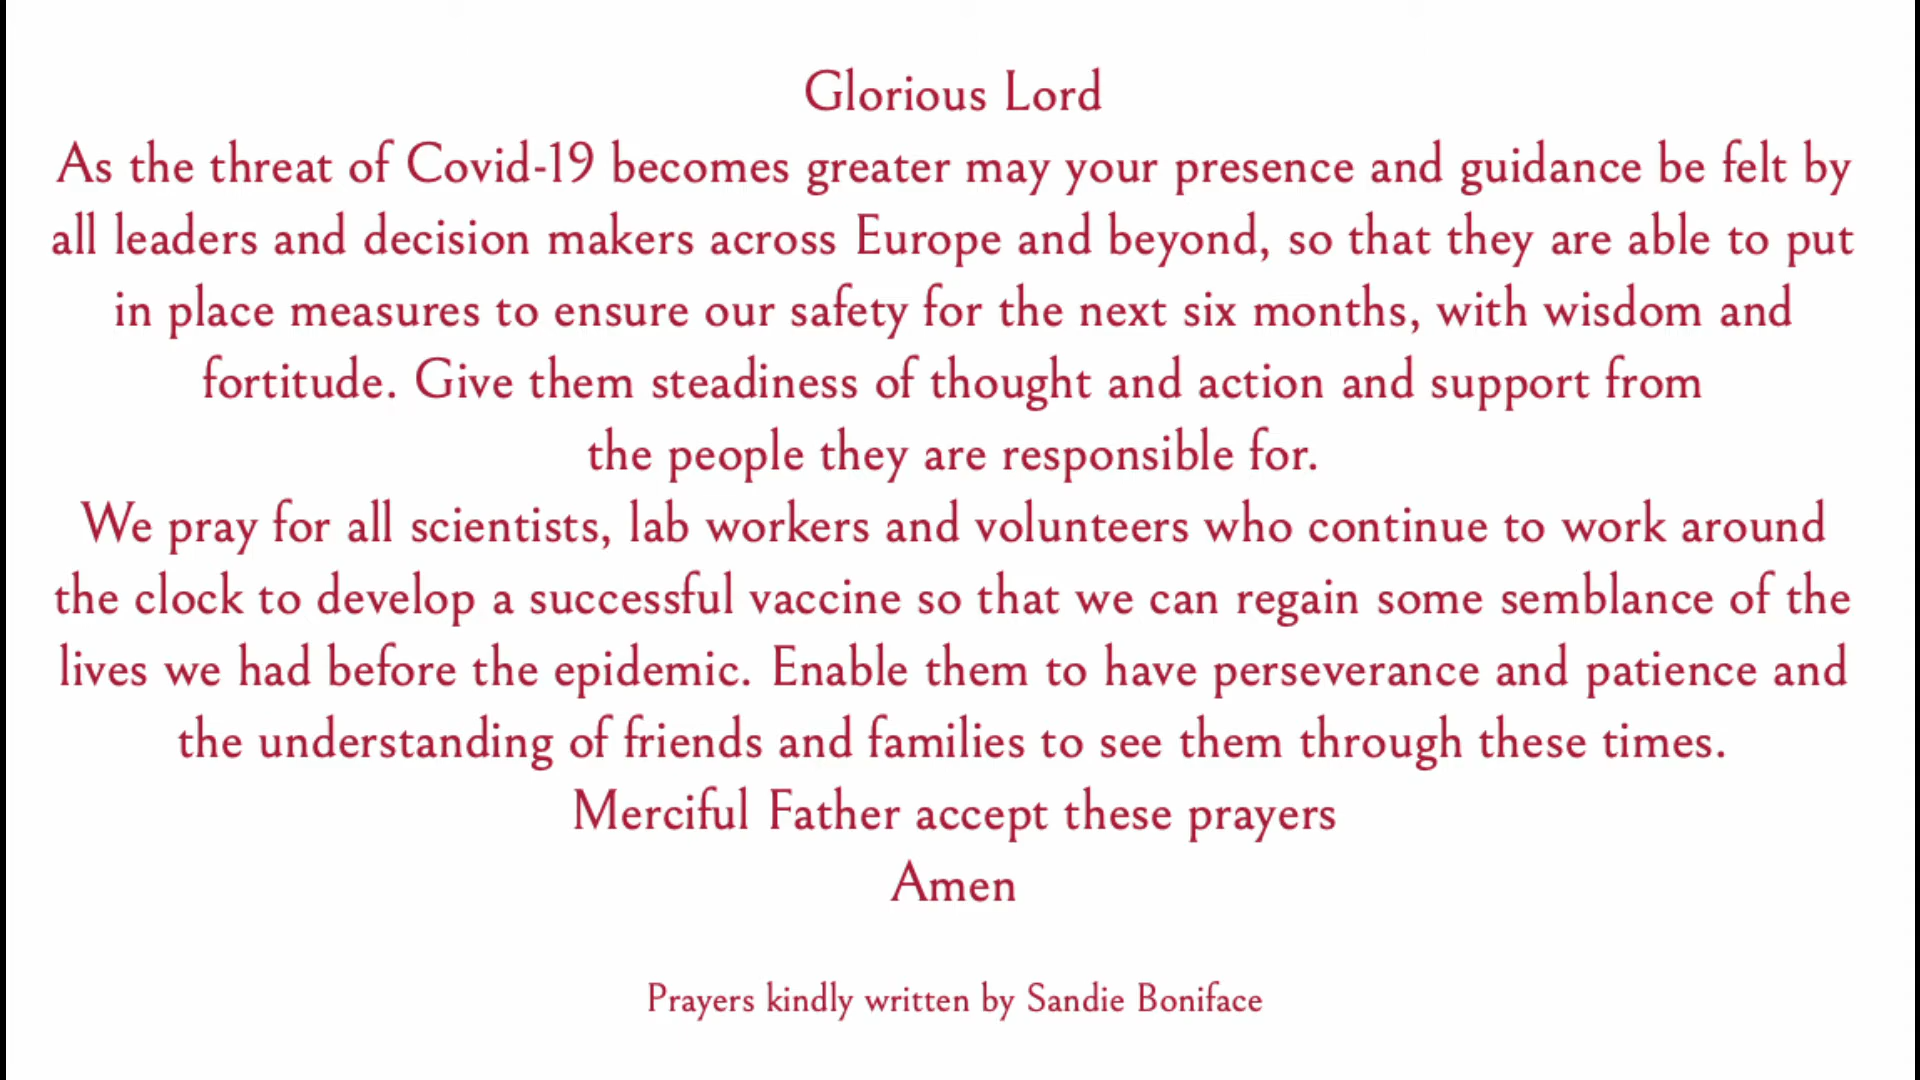 Glorious Lord
As the threat of Covid-19 becomes greater may your presence and guidance be felt by
all leaders and decision makers across Europe and beyond, so that they are able to put
in place measures to ensure our safety for the next six months, with wisdom and
fortitude. Give them steadiness of thought and action and support from
the people they are responsible for.
We pray for all scientists, lab workers and volunteers who continue to work around
the clock to develop a successful vaccine so that we can regain some semblance of the
lives we had before the epidemic. Enable them to have perseverance and patience and
the understanding of friends and families to see them through these times.
Merciful Father accept these prayers
Amen
Prayers kindly written by Sandie Boniface